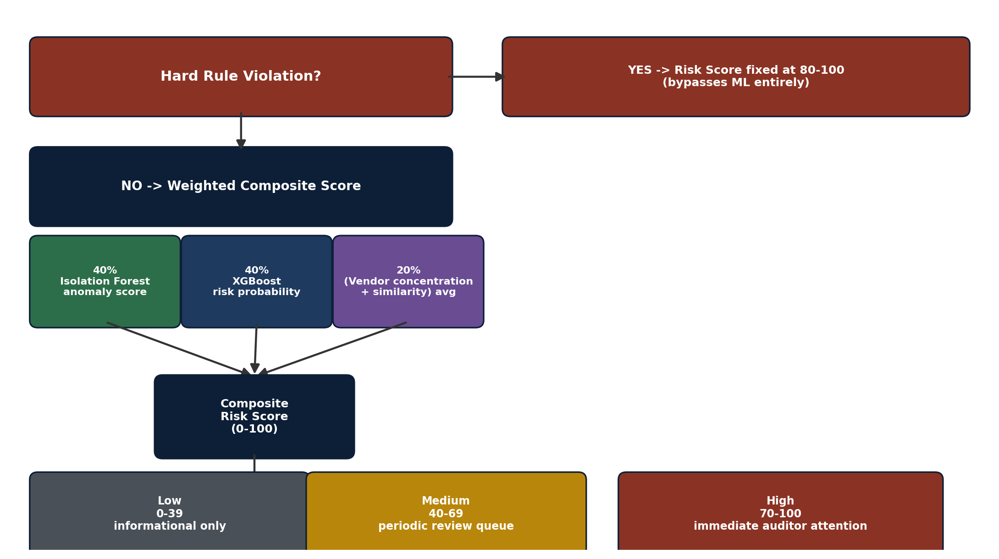 Hard Rule Violation?
YES -> Risk Score fixed at 80-100
(bypasses ML entirely)
NO -> Weighted Composite Score
40%
Isolation Forest
anomaly score
40%
XGBoost
risk probability
20%
(Vendor concentration
+ similarity) avg
Composite
Risk Score
(0-100)
Low
0-39
informational only
Medium
40-69
periodic review queue
High
70-100
immediate auditor attention